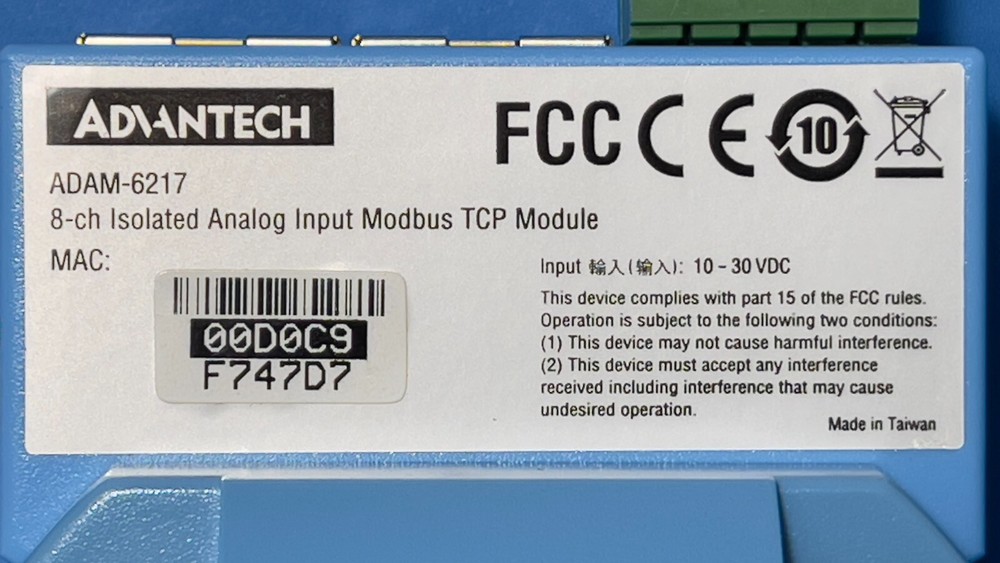 ADVANTECH
FCC CE 10
ADAM-6217
8-ch Isolated Analog Input Modbus TCP Module
MAC:
00D0C9
F747D7
Input 輸入(输入): 10 - 30 VDC
This device complies with part 15 of the FCC rules.
Operation is subject to the following two conditions:
(1) This device may not cause harmful interference.
(2) This device must accept any interference
received including interference that may cause
undesired operation.
Made in Taiwan